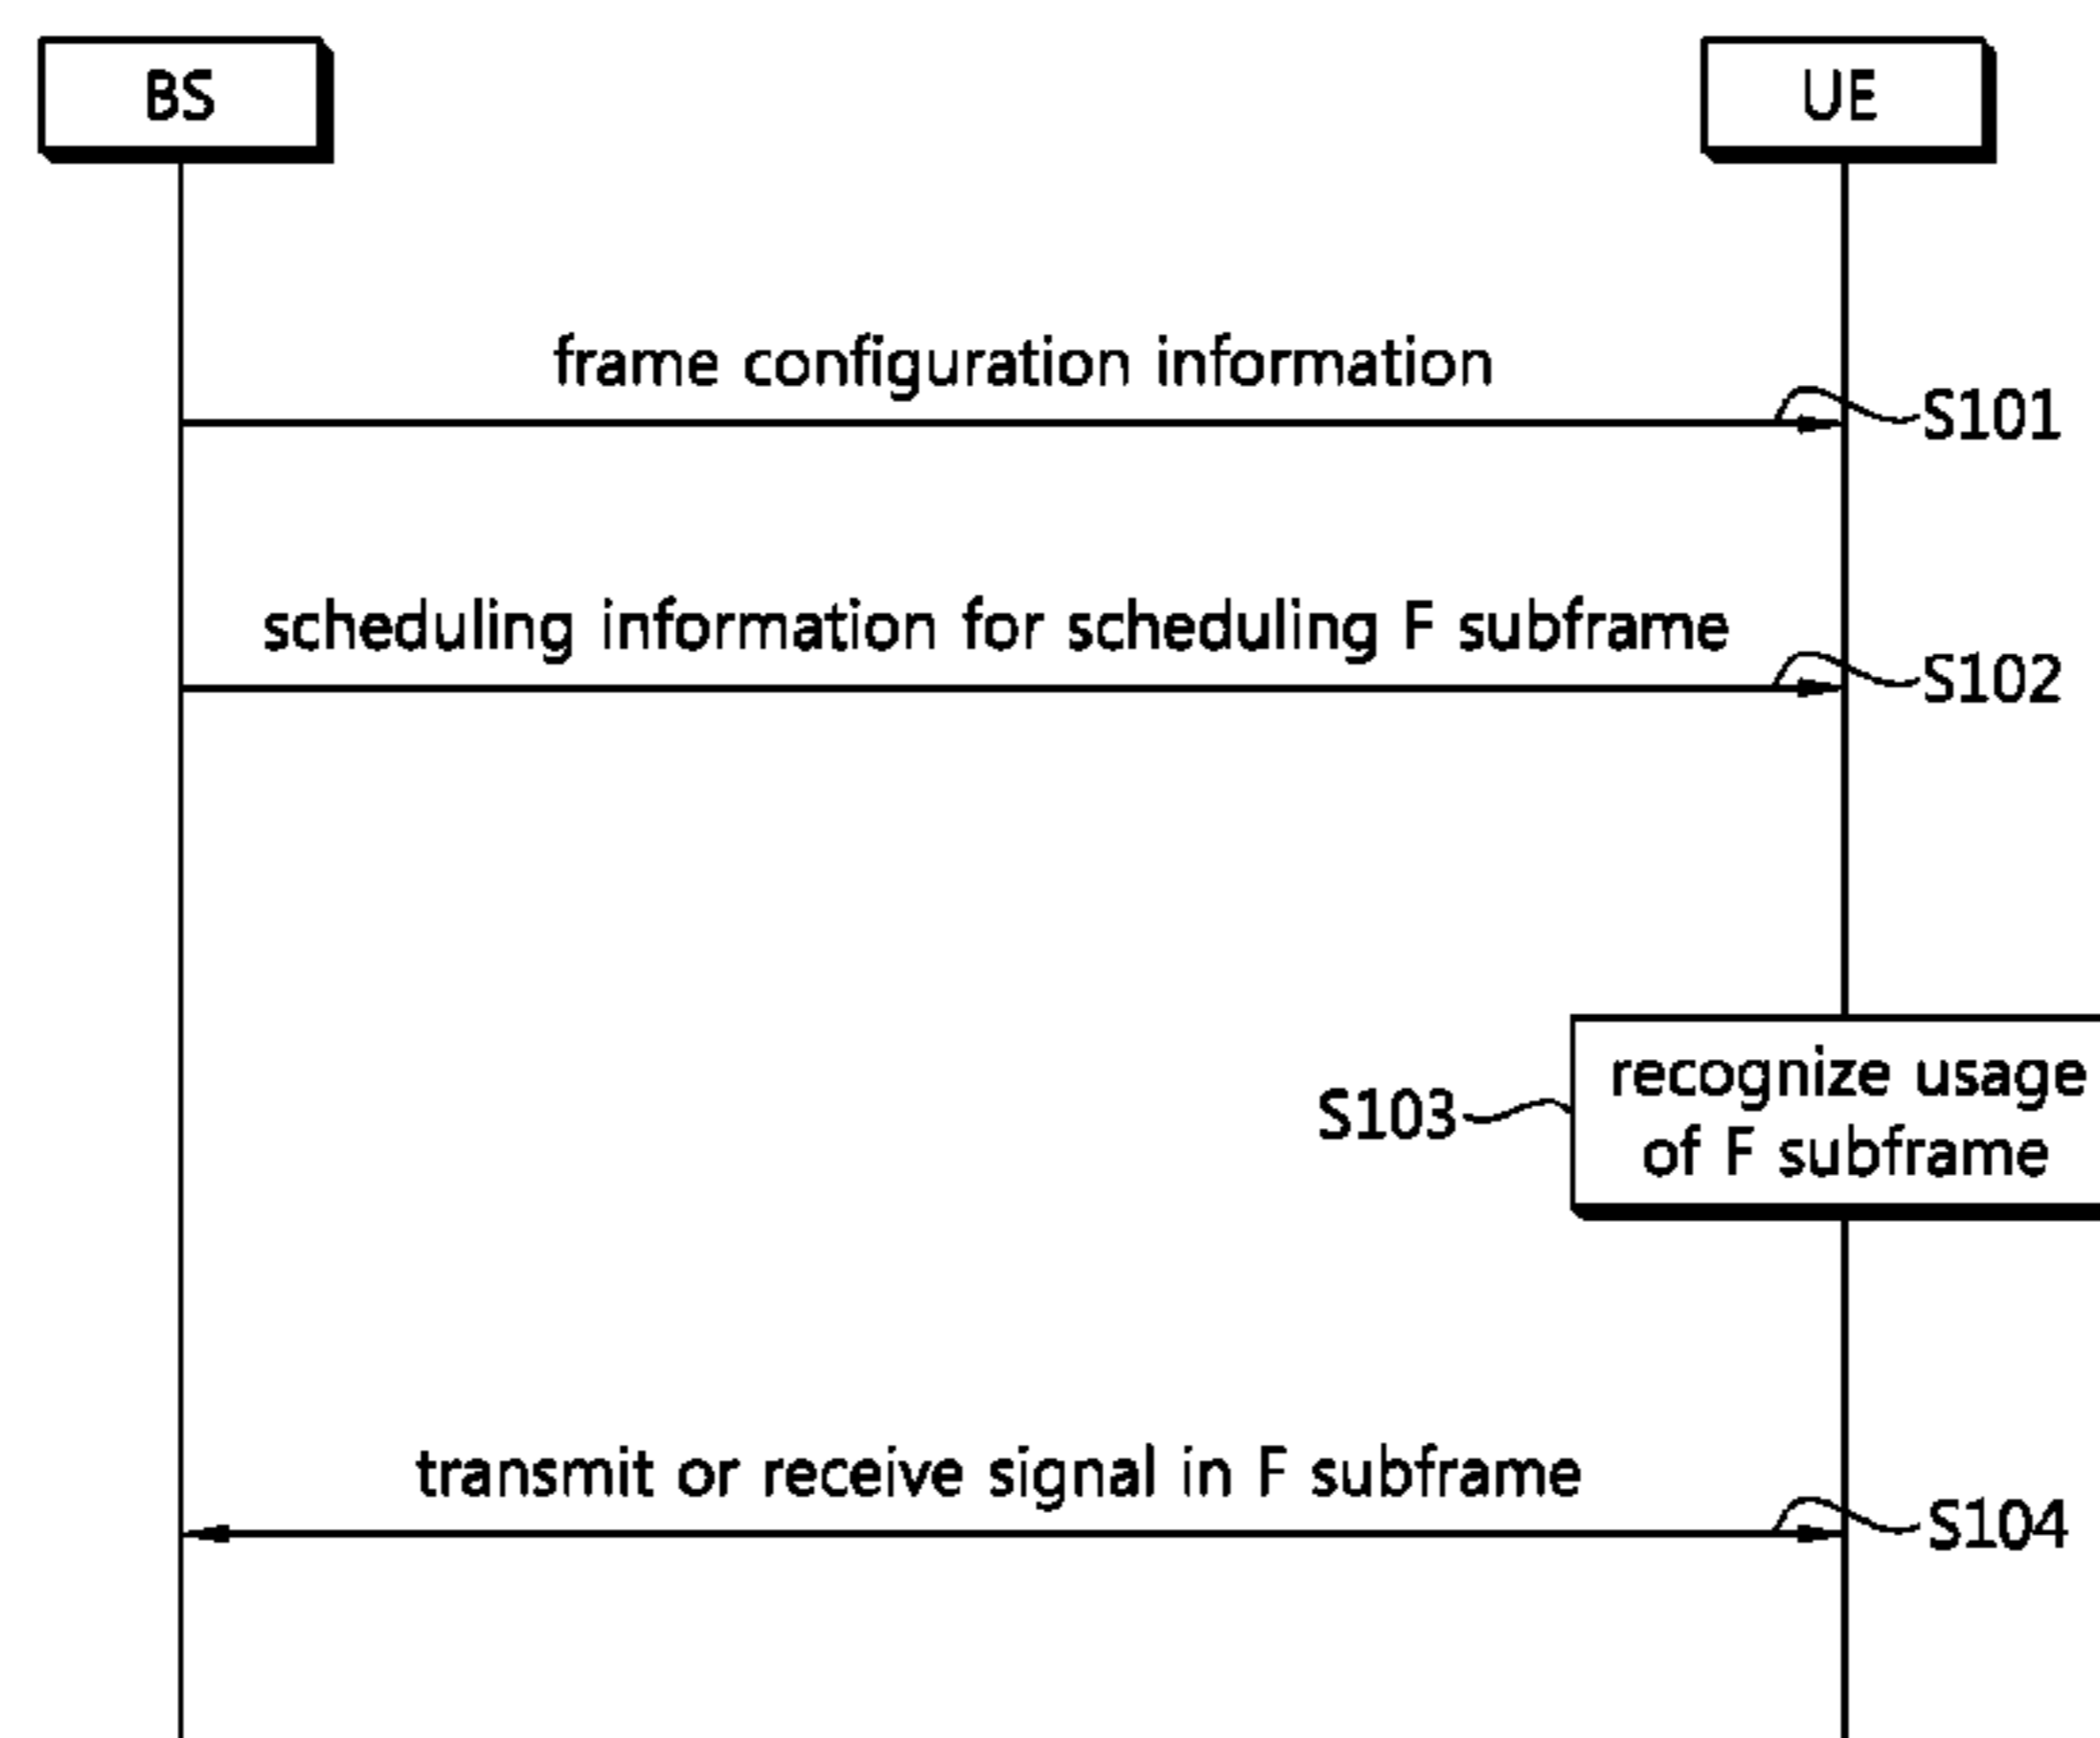 BS
UE
frame configuration information
S101
scheduling information for scheduling F subframe
S102
recognize usage
of F subframe
S103
transmit or receive signal in F subframe
S104